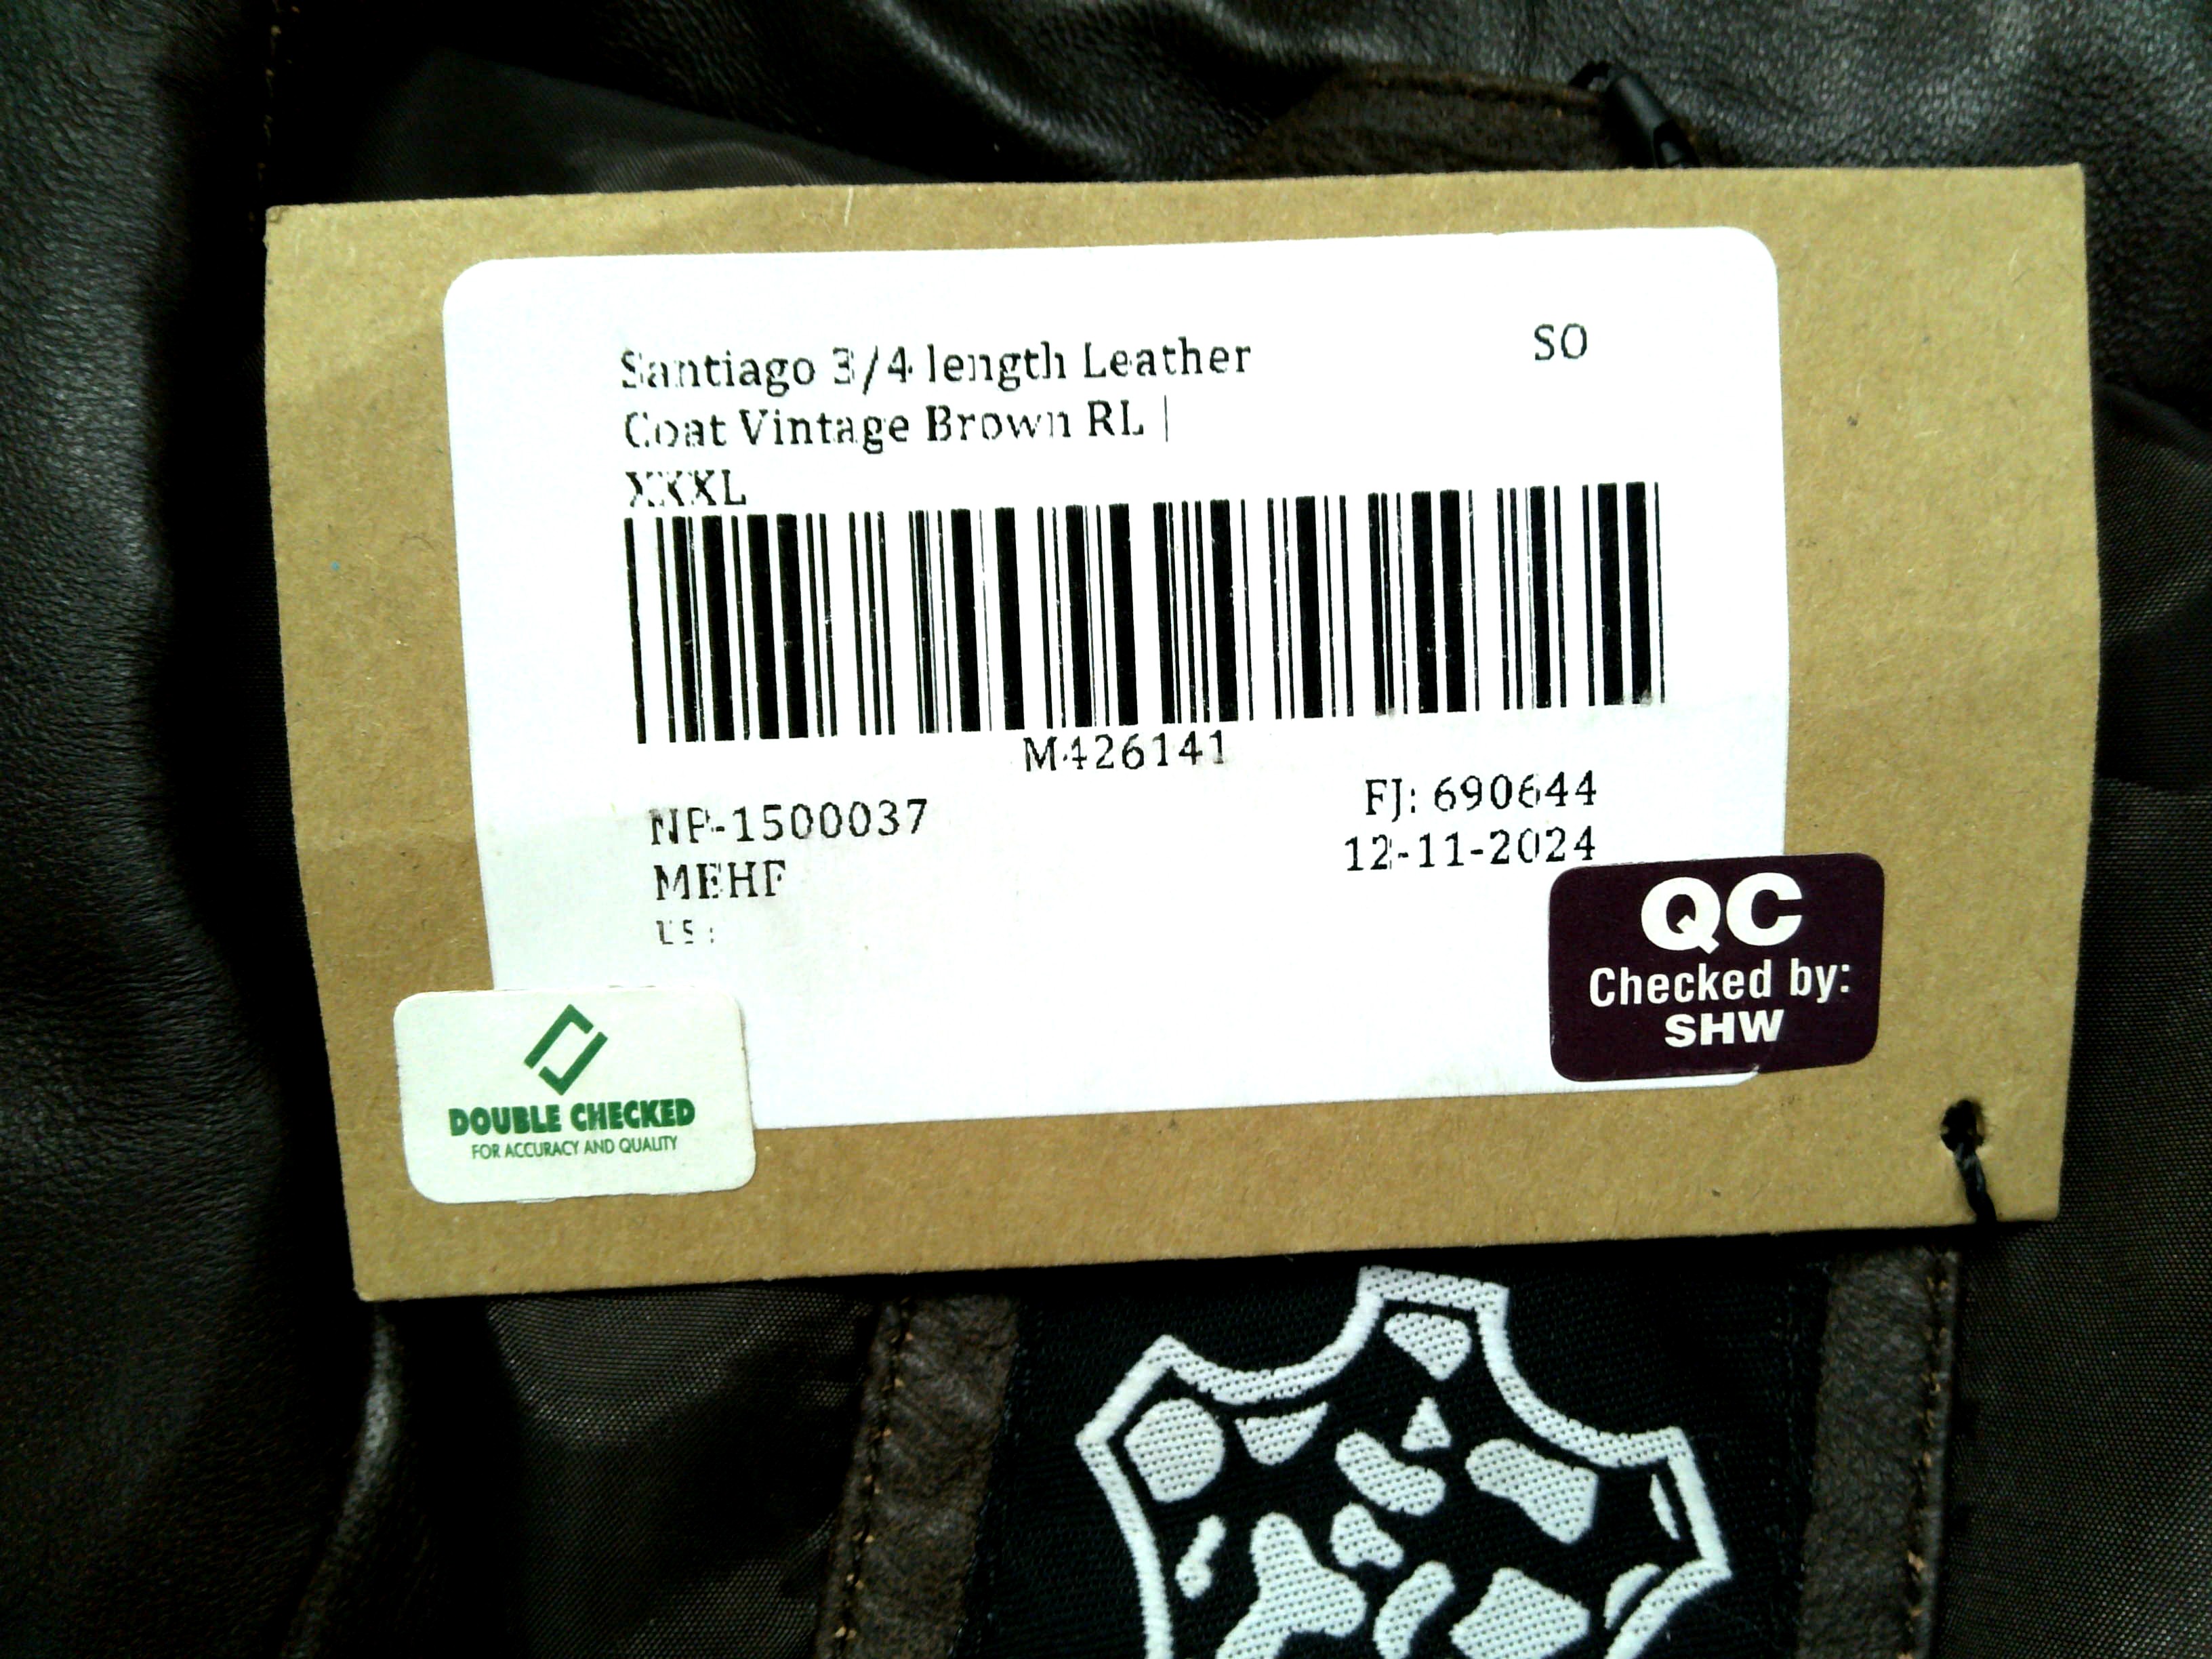 Santiago 3/4 length Leather
SO
Coat Vintage Brown RL |
XXXL
M426141
FJ: 690644
NP-1500037
12-11-2024
MEHF
US:
QC
Checked by:
SHW
DOUBLE CHECKED
FOR ACCURACY AND QUALITY